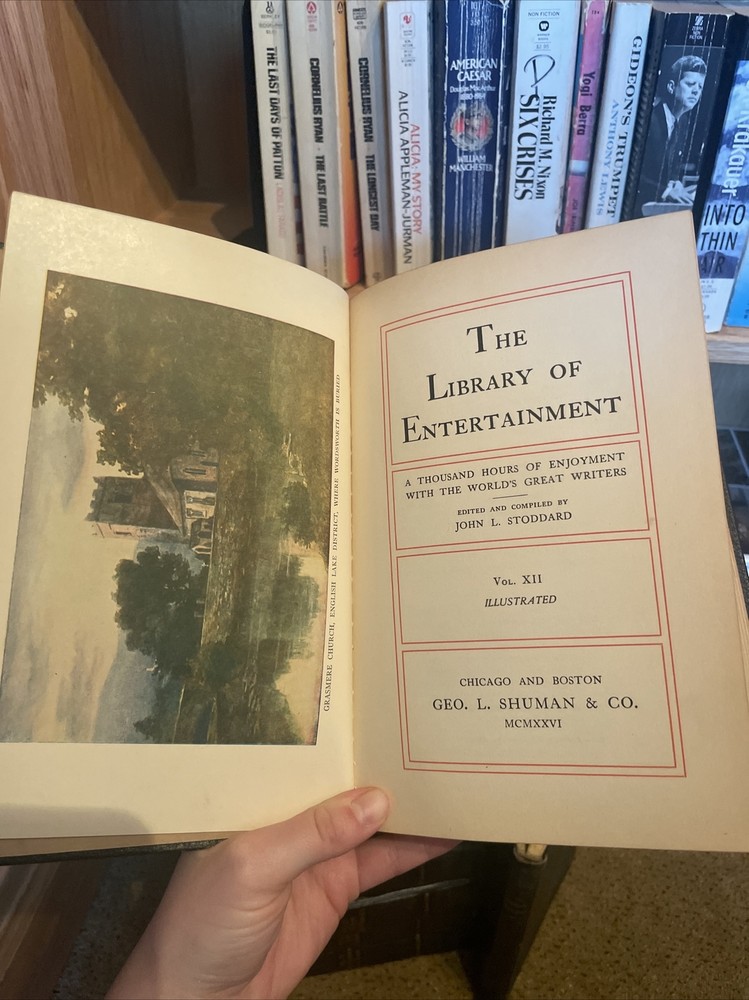 THE LAST DAYS OF PATTON
CORNELIUS RYAN • THE LAST BATTLE
CORNELIUS RYAN • THE LONGEST DAY
ALICIA: MY STORY
ALICIA APPLEMAN-JURMAN
AMERICAN
CAESAR
Douglas MacArthur
1880-1964
WILLIAM
MANCHESTER
NON-FICTION
Richard M. Nixon
SIX CRISES
Yogi Berra
GIDEON'S TRUMPET
ANTHONY LEWIS
INTO
THIN
AIR
GRASMERE CHURCH, ENGLISH LAKE DISTRICT, WHERE WORDSWORTH IS BURIED
THE
LIBRARY OF
ENTERTAINMENT
A THOUSAND HOURS OF ENJOYMENT
WITH THE WORLD'S GREAT WRITERS
EDITED AND COMPILED BY
JOHN L. STODDARD
VOL. XII
ILLUSTRATED
CHICAGO AND BOSTON
GEO. L. SHUMAN & CO.
MCMXXVI